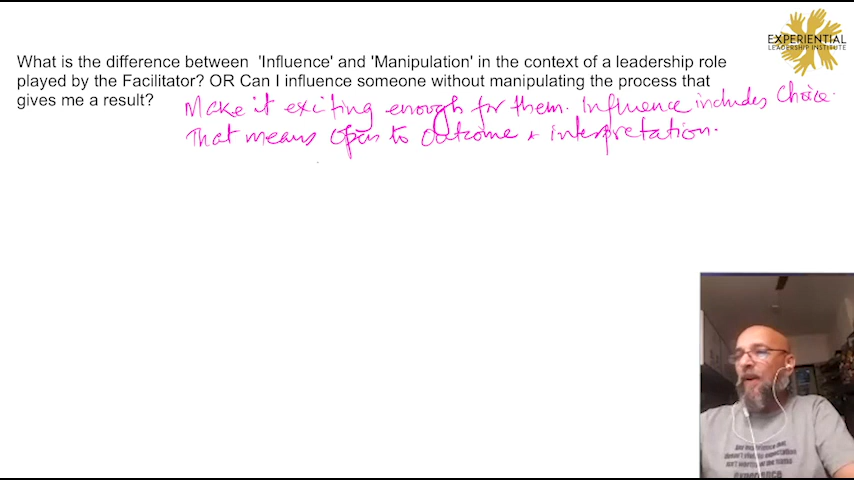 EXPERIENTIAL
LEADERSHIP INSTITUTE
What is the difference between 'Influence' and 'Manipulation' in the context of a leadership role
played by the Facilitator? OR Can I influence someone without manipulating the process that
gives me a result?
Make it exiting enough for them. Influence includes Choice.
That means open to outcome + interpretation.